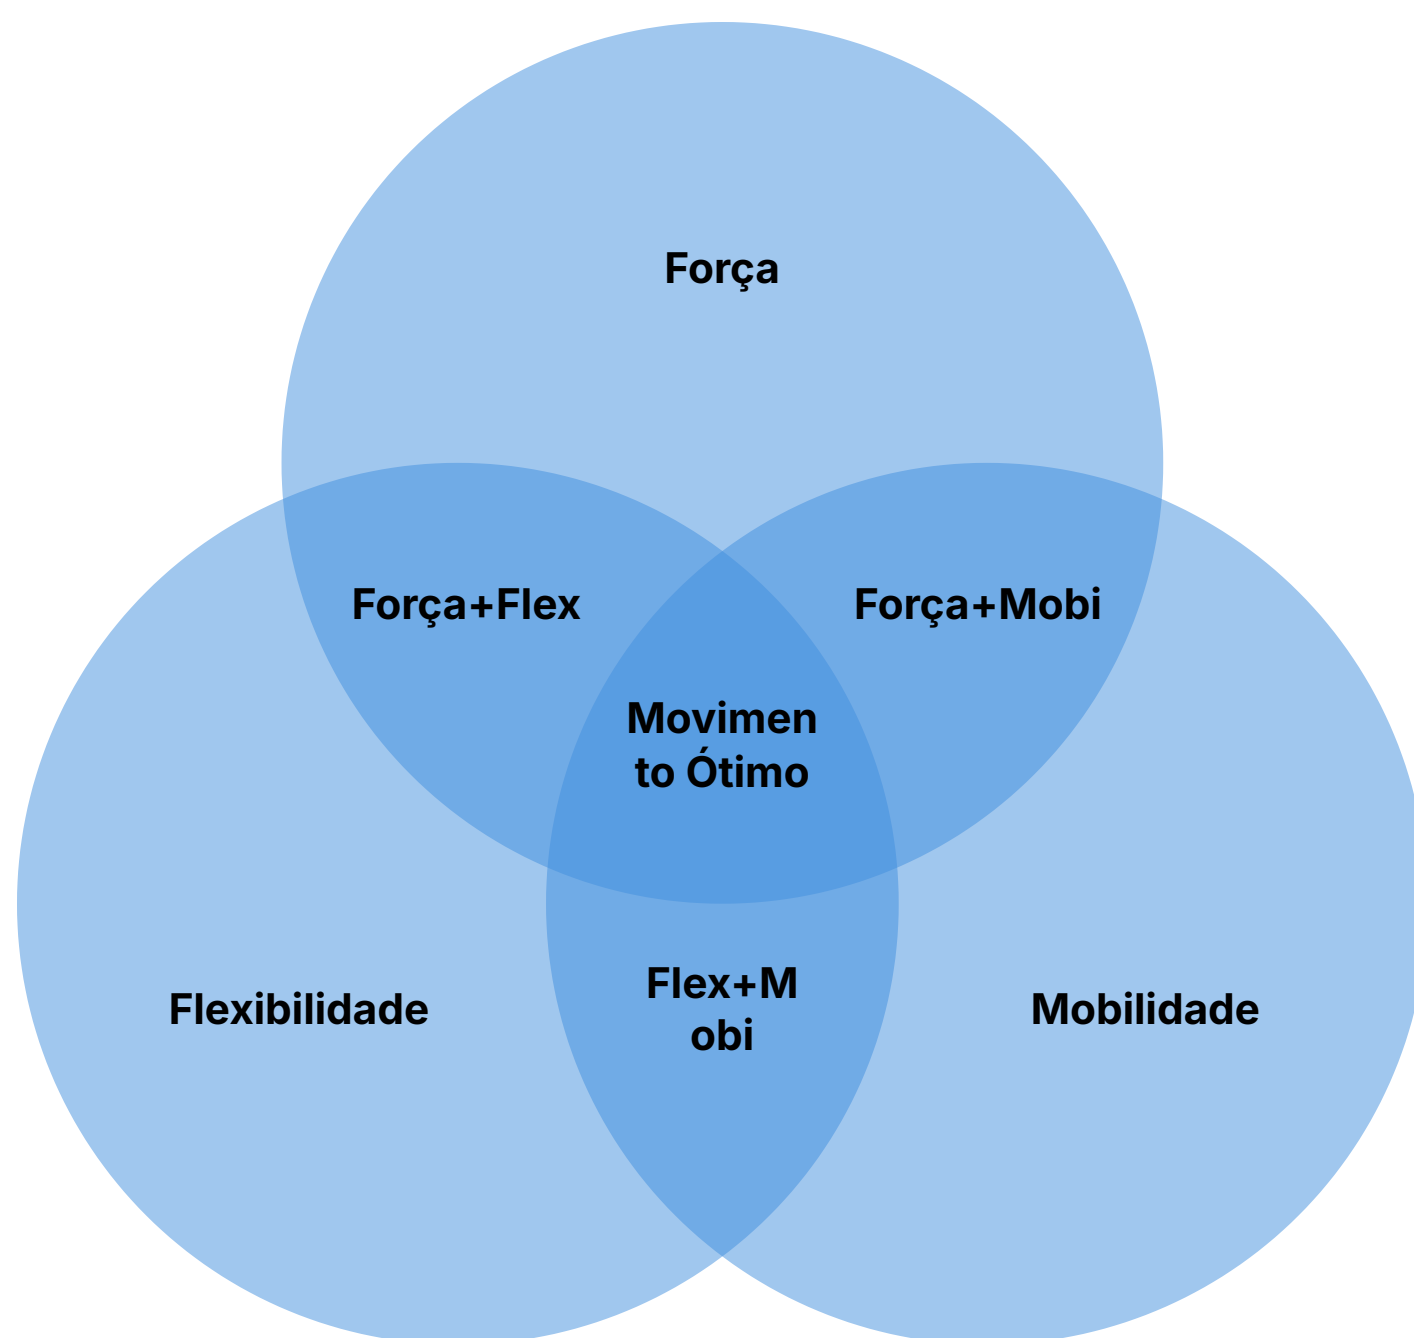 Força
Força+Flex
Força+Mobi
Movimen
to Ótimo
Flex+M
obi
Flexibilidade
Mobilidade